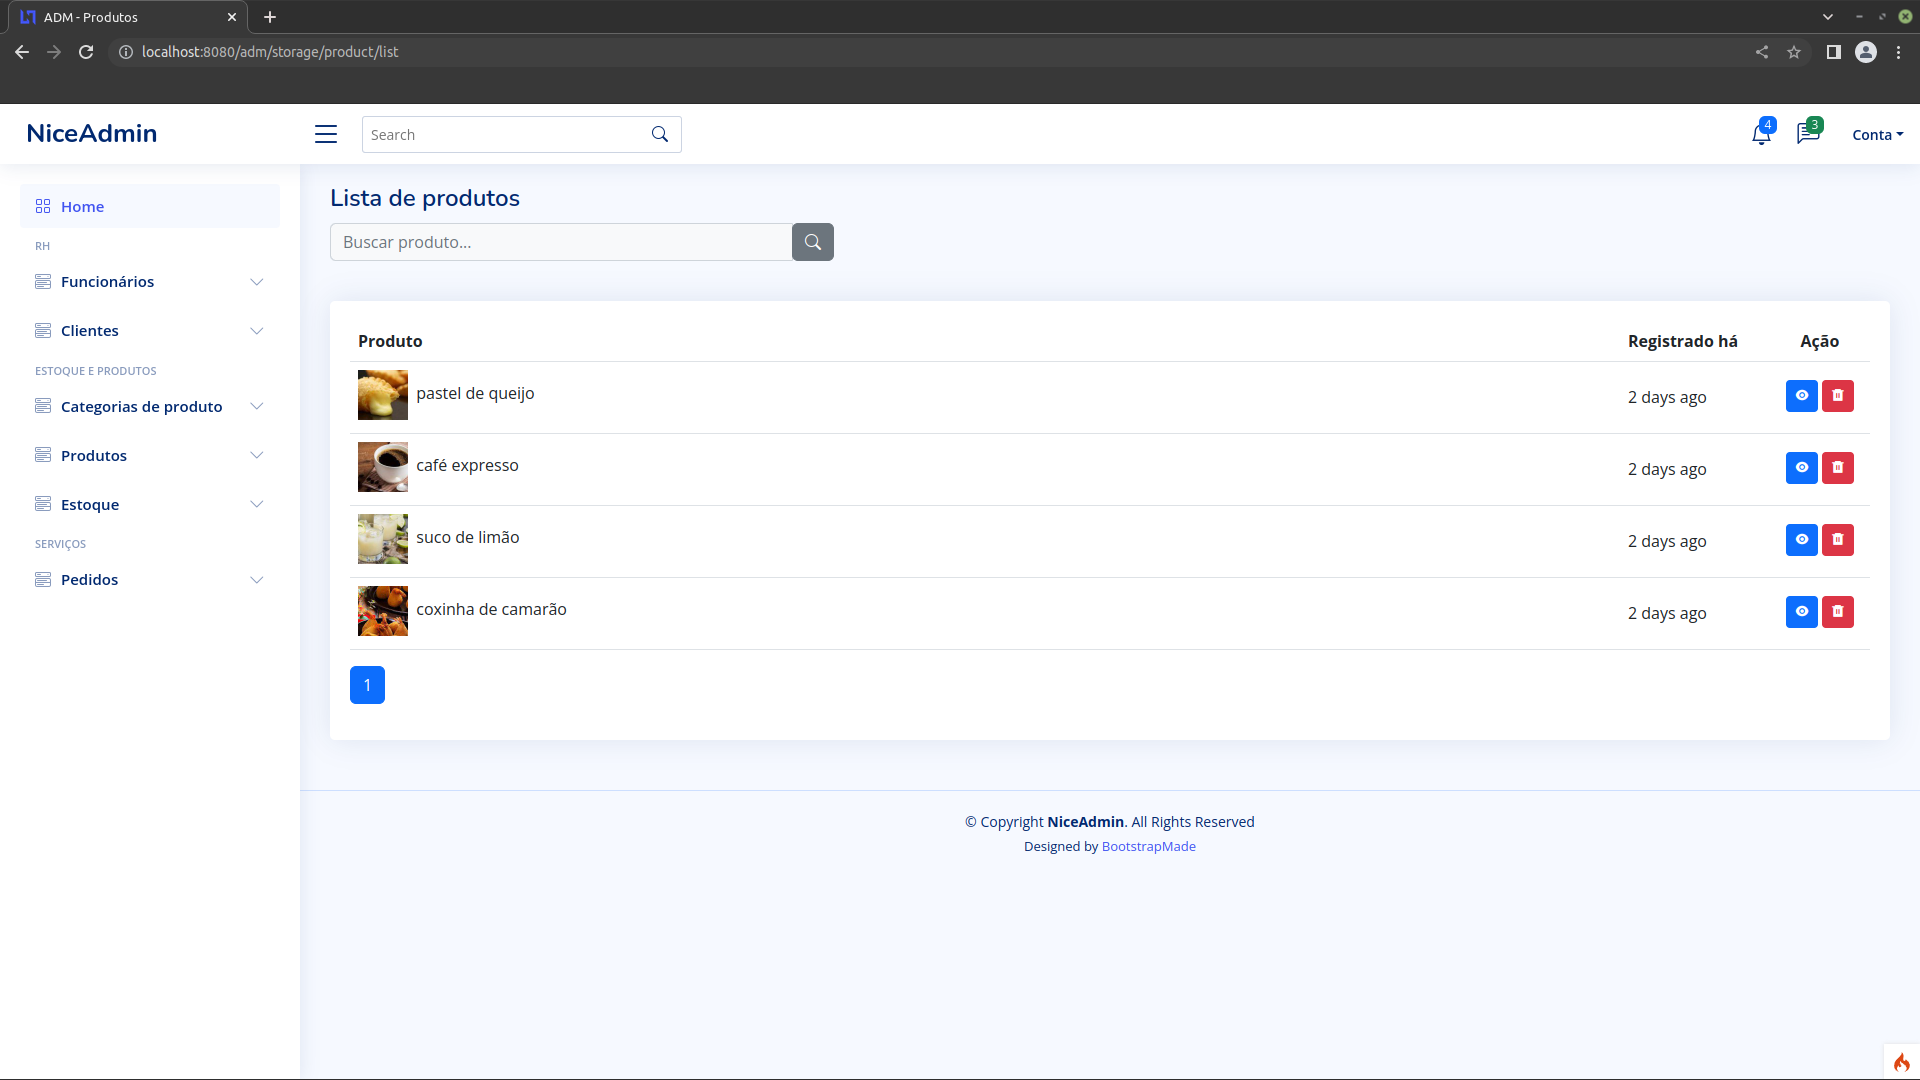 ADM - Produtos
localhost:8080/adm/storage/product/list
NiceAdmin
Search
4
3
Conta
Home
RH
Funcionários
Clientes
ESTOQUE E PRODUTOS
Categorias de produto
Produtos
Estoque
SERVIÇOS
Pedidos
Lista de produtos
Buscar produto...
Produto Registrado há Ação
pastel de queijo 2 days ago
café expresso 2 days ago
suco de limão 2 days ago
coxinha de camarão 2 days ago
1
© Copyright NiceAdmin. All Rights Reserved
Designed by BootstrapMade